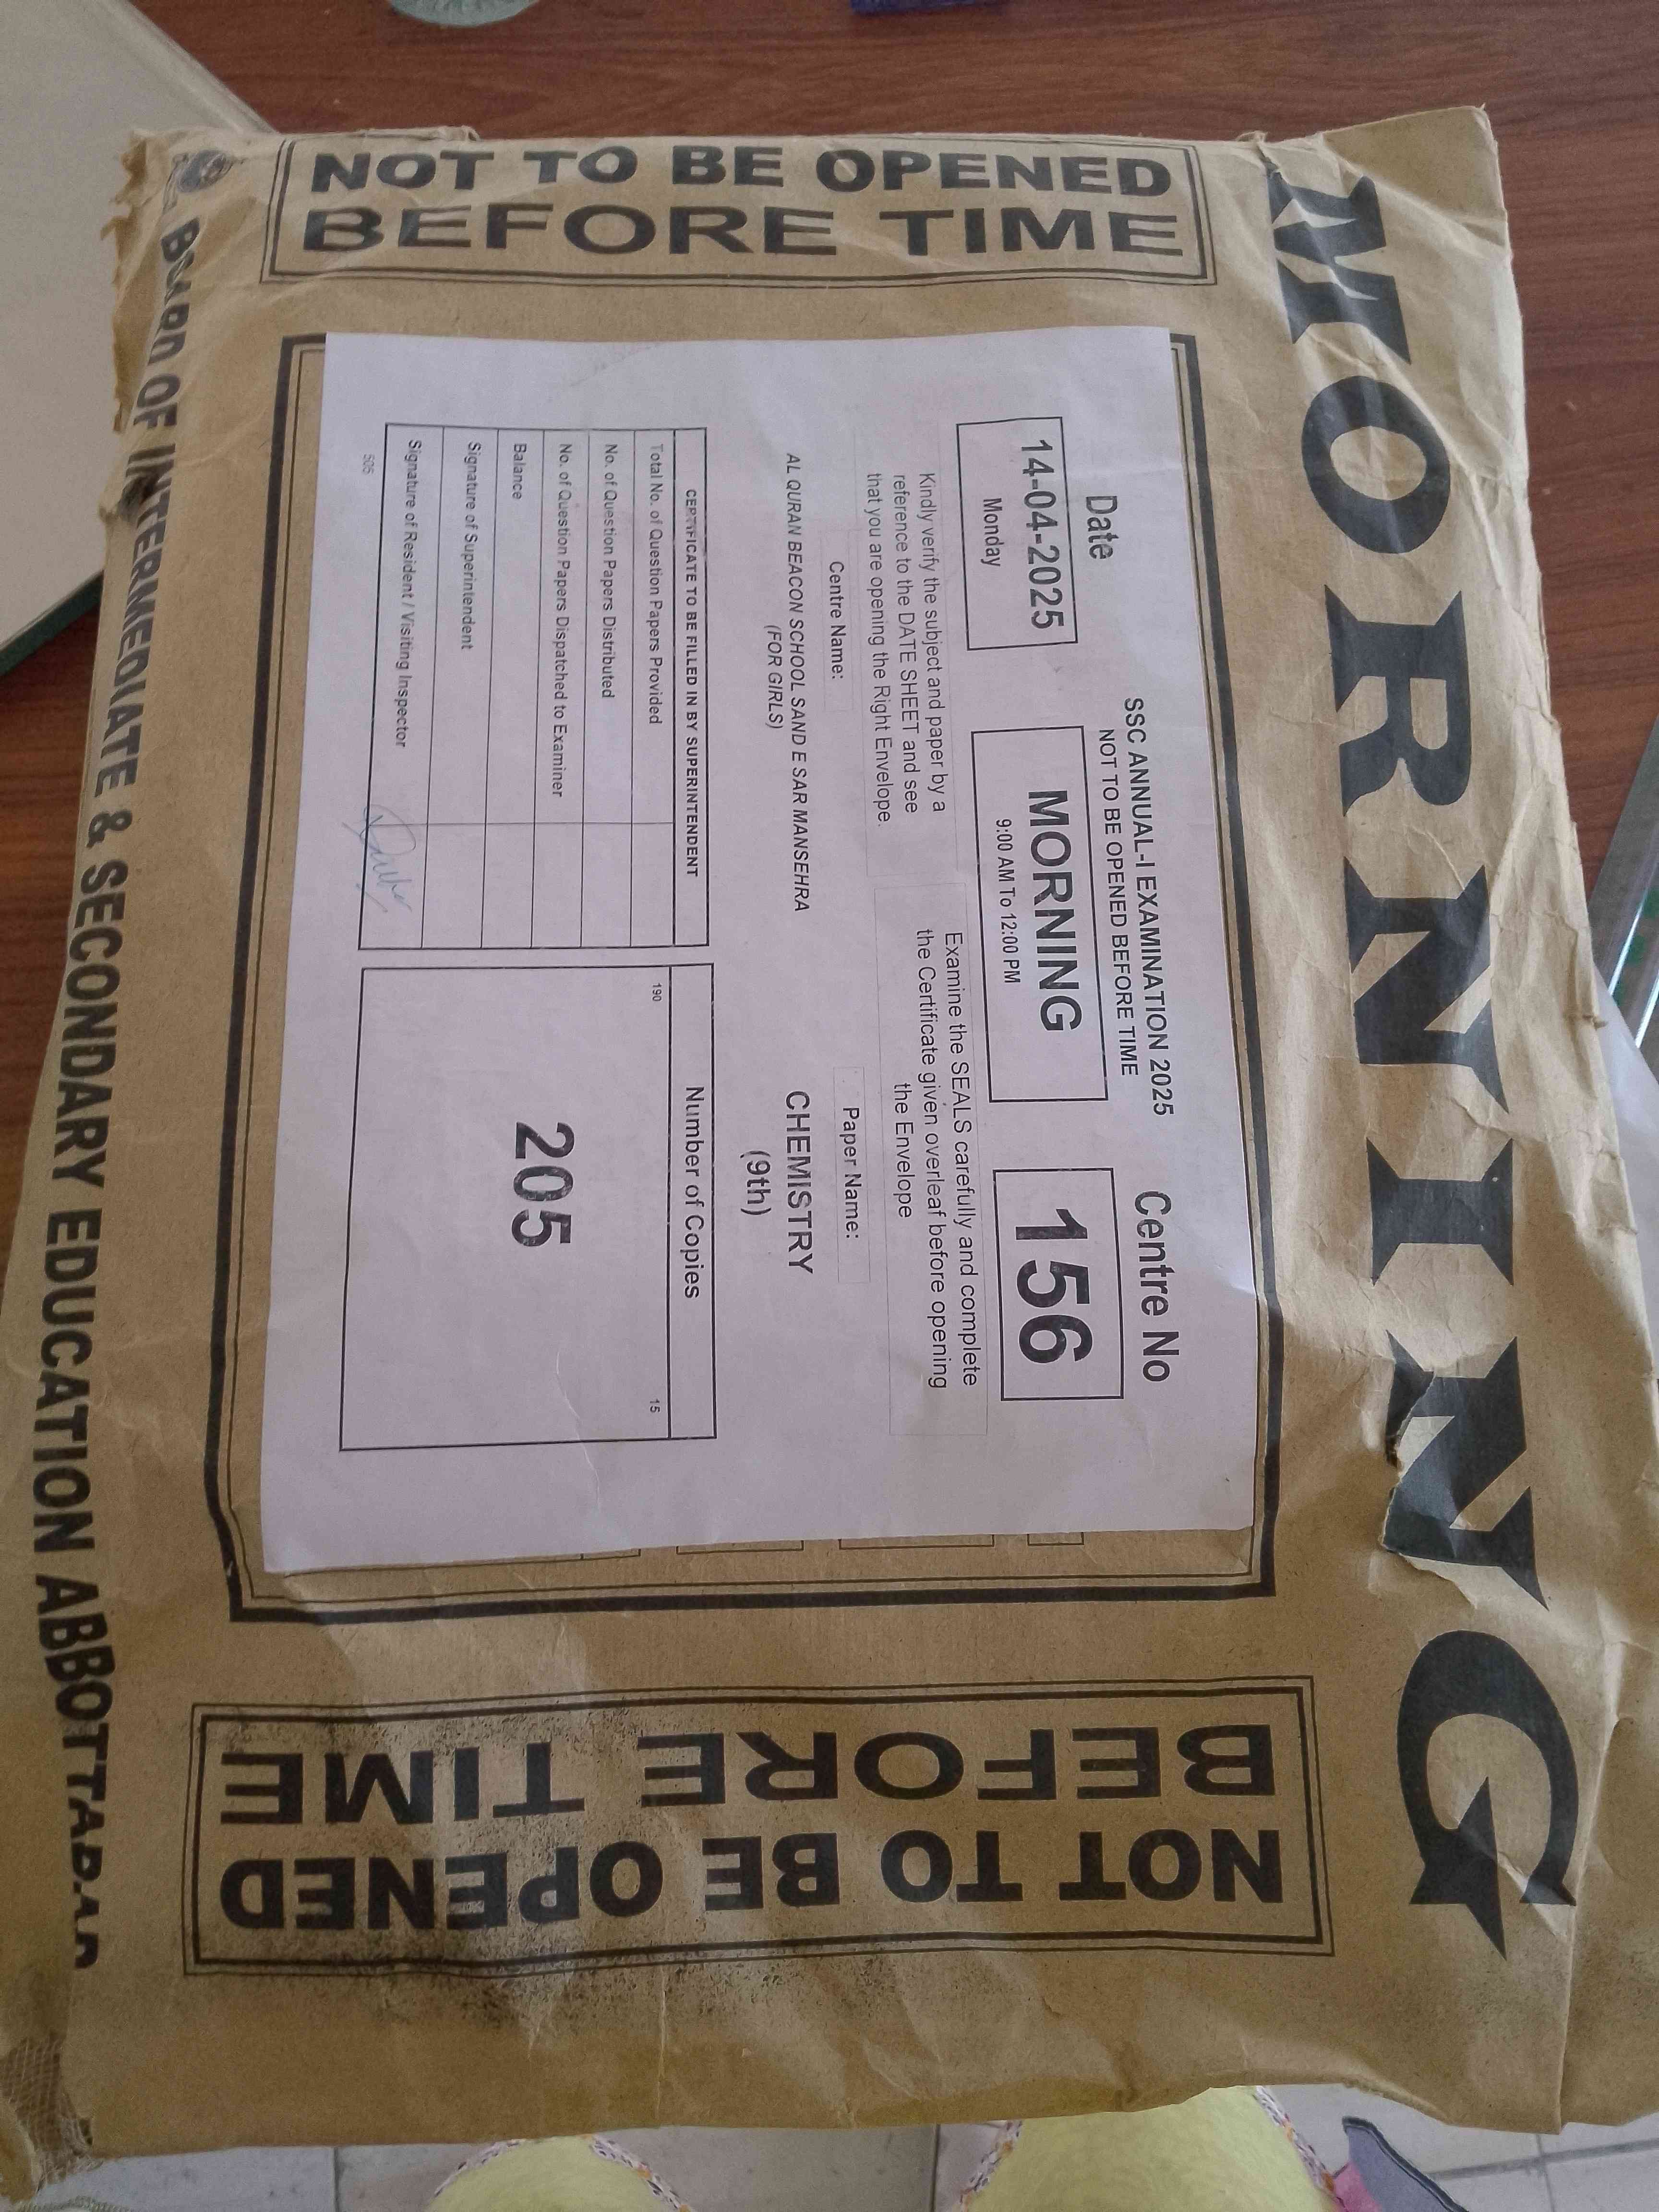 MORNING
NOT TO BE OPENED
BEFORE TIME
SSC ANNUAL-I EXAMINATION 2025
NOT TO BE OPENED BEFORE TIME
Date
14-04-2025
Monday
MORNING
9:00 AM To 12:00 PM
Centre No
156
Kindly verify the subject and paper by a
reference to the DATE SHEET and see
that you are opening the Right Envelope.
Examine the SEALS carefully and complete
the Certificate given overleaf before opening
the Envelope
Centre Name:
AL QURAN BEACON SCHOOL SAND E SAR MANSEHRA
(FOR GIRLS)
Paper Name:
CHEMISTRY
(9th)
CERTIFICATE TO BE FILLED IN BY SUPERINTENDENT
Total No. of Question Papers Provided
No. of Question Papers Distributed
No. of Question Papers Dispatched to Examiner
Balance
Signature of Superintendent
Signature of Resident / Visiting Inspector
505
Number of Copies
190
15
205
NOT TO BE OPENED
BEFORE TIME
BOARD OF INTERMEDIATE & SECONDARY EDUCATION ABBOTTABAD